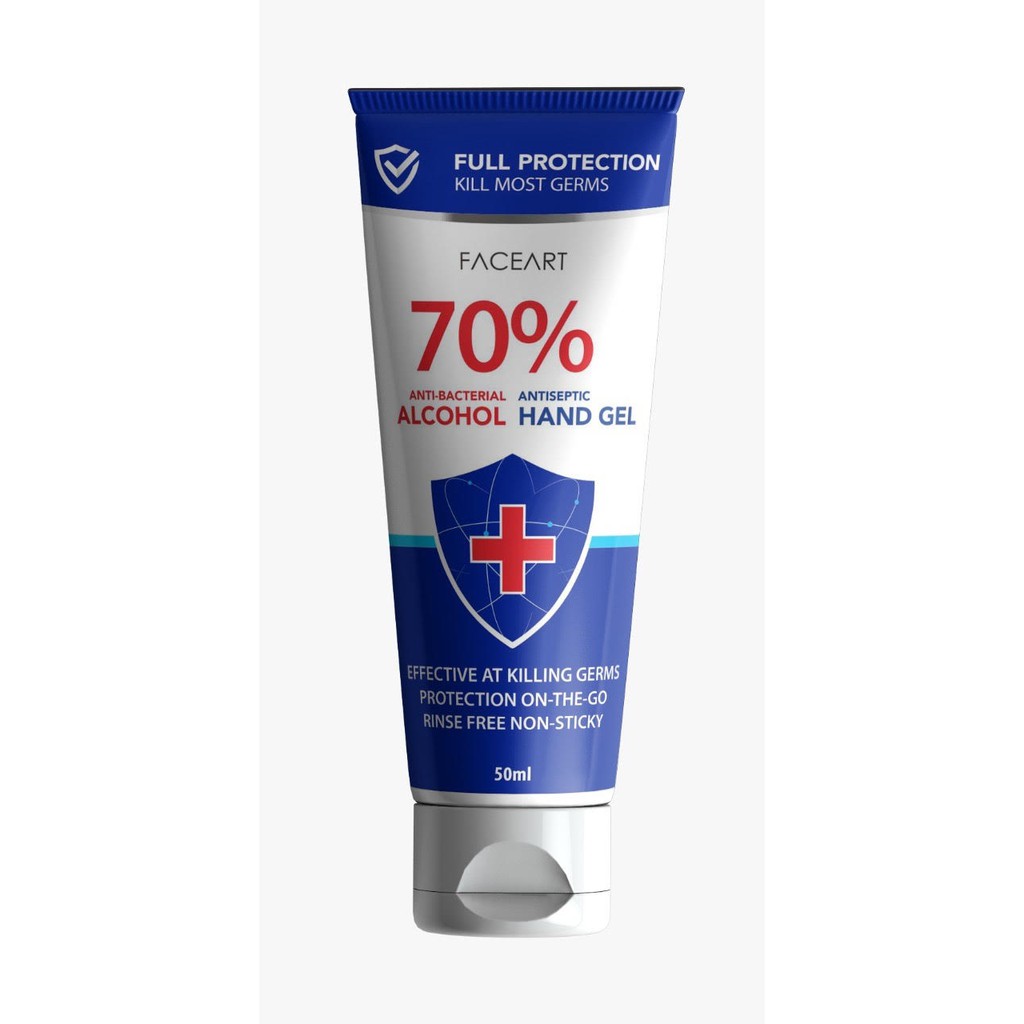 FULL PROTECTION
KILL MOST GERMS
FACEART
70%
ANTI-BACTERIAL ANTISEPTIC
ALCOHOL HAND GEL
EFFECTIVE AT KILLING GERMS
PROTECTION ON-THE-GO
RINSE FREE NON-STICKY
50ml